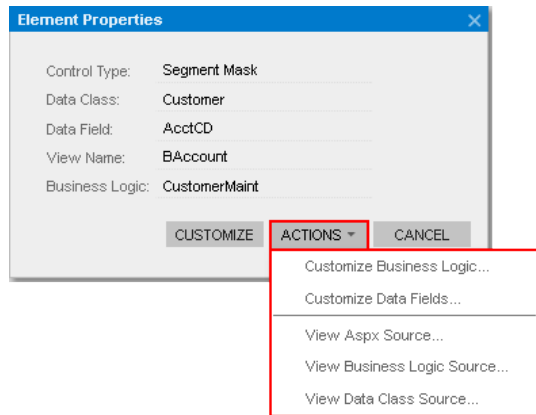 Element Properties
Control Type: Segment Mask
Data Class: Customer
Data Field: AcctCD
View Name: BAccount
Business Logic: CustomerMaint
CUSTOMIZE ACTIONS CANCEL
Customize Business Logic...
Customize Data Fields...
View Aspx Source...
View Business Logic Source...
View Data Class Source...